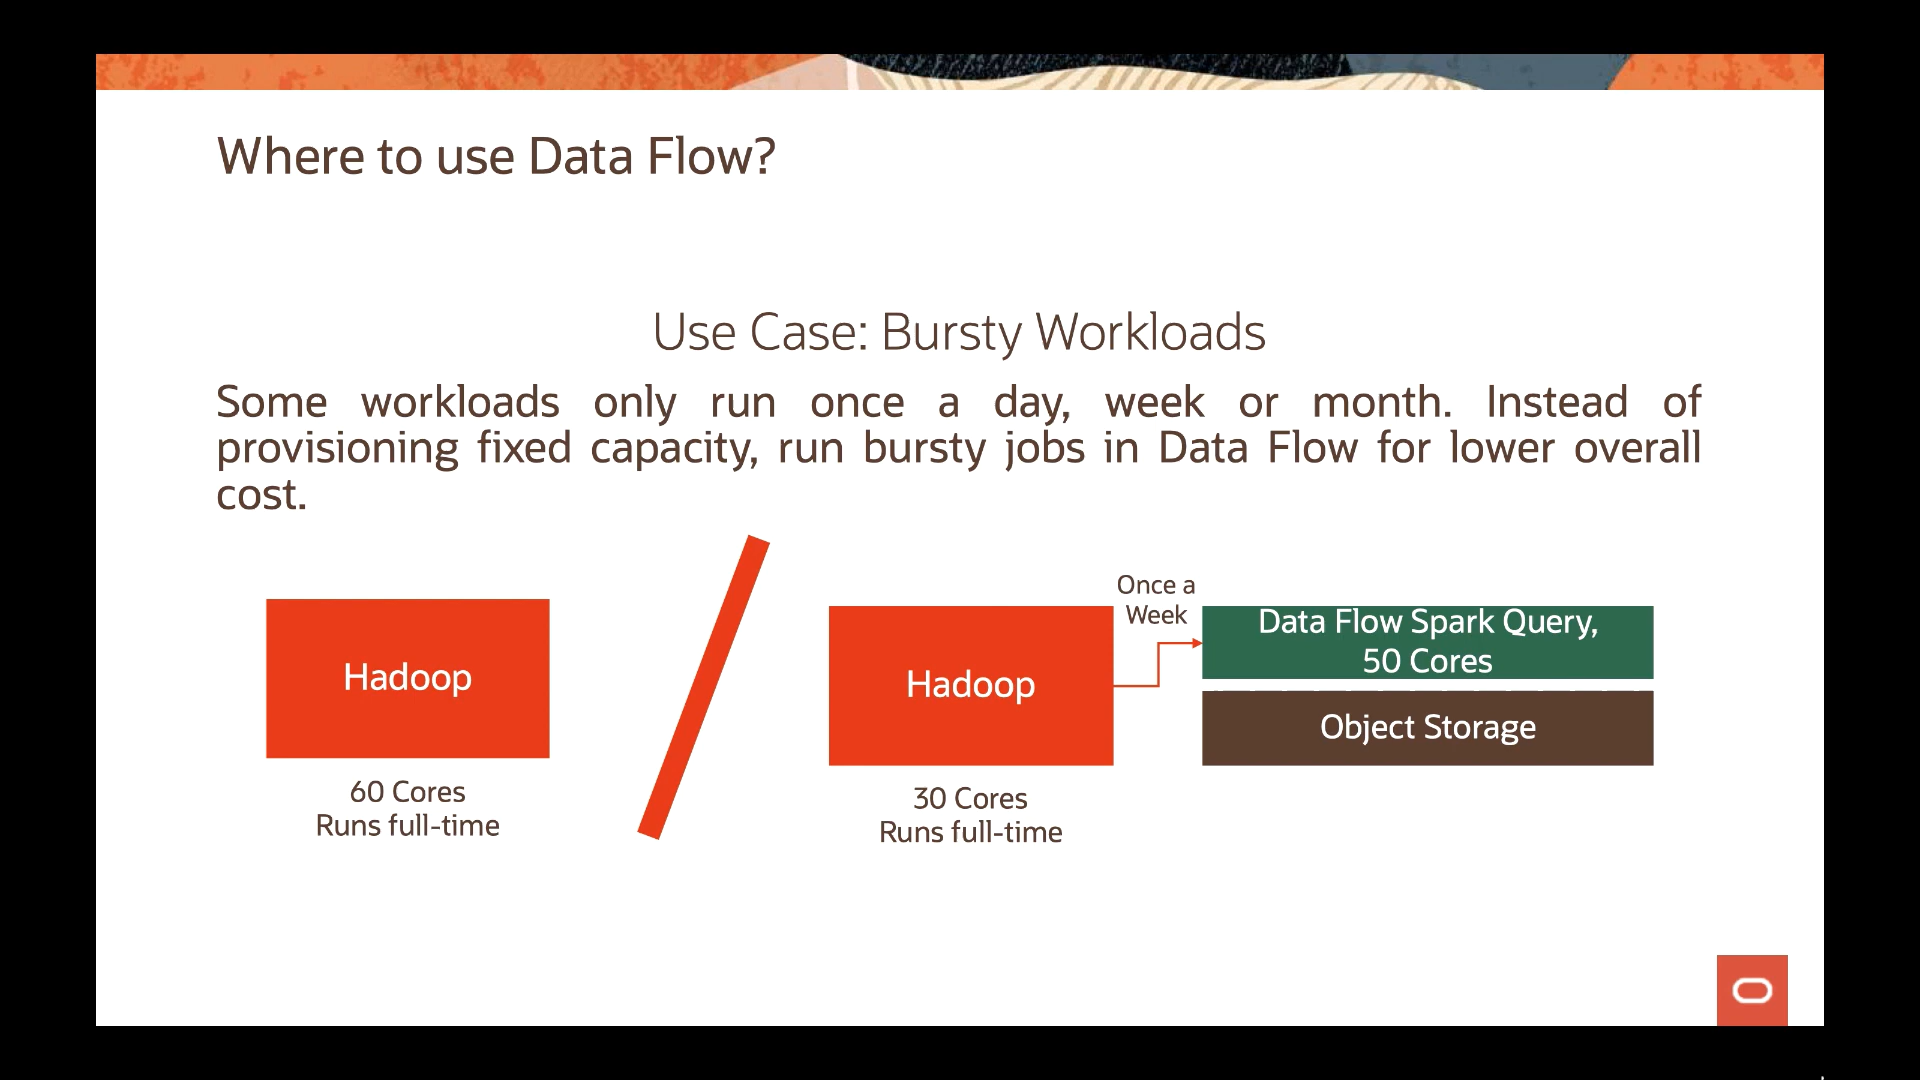 Where to use Data Flow?
Use Case: Bursty Workloads
Some workloads only run once a day, week or month. Instead of
provisioning fixed capacity, run bursty jobs in Data Flow for lower overall
cost.
Hadoop
60 Cores
Runs full-time
Hadoop
30 Cores
Runs full-time
Once a
Week
Data Flow Spark Query,
50 Cores
Object Storage